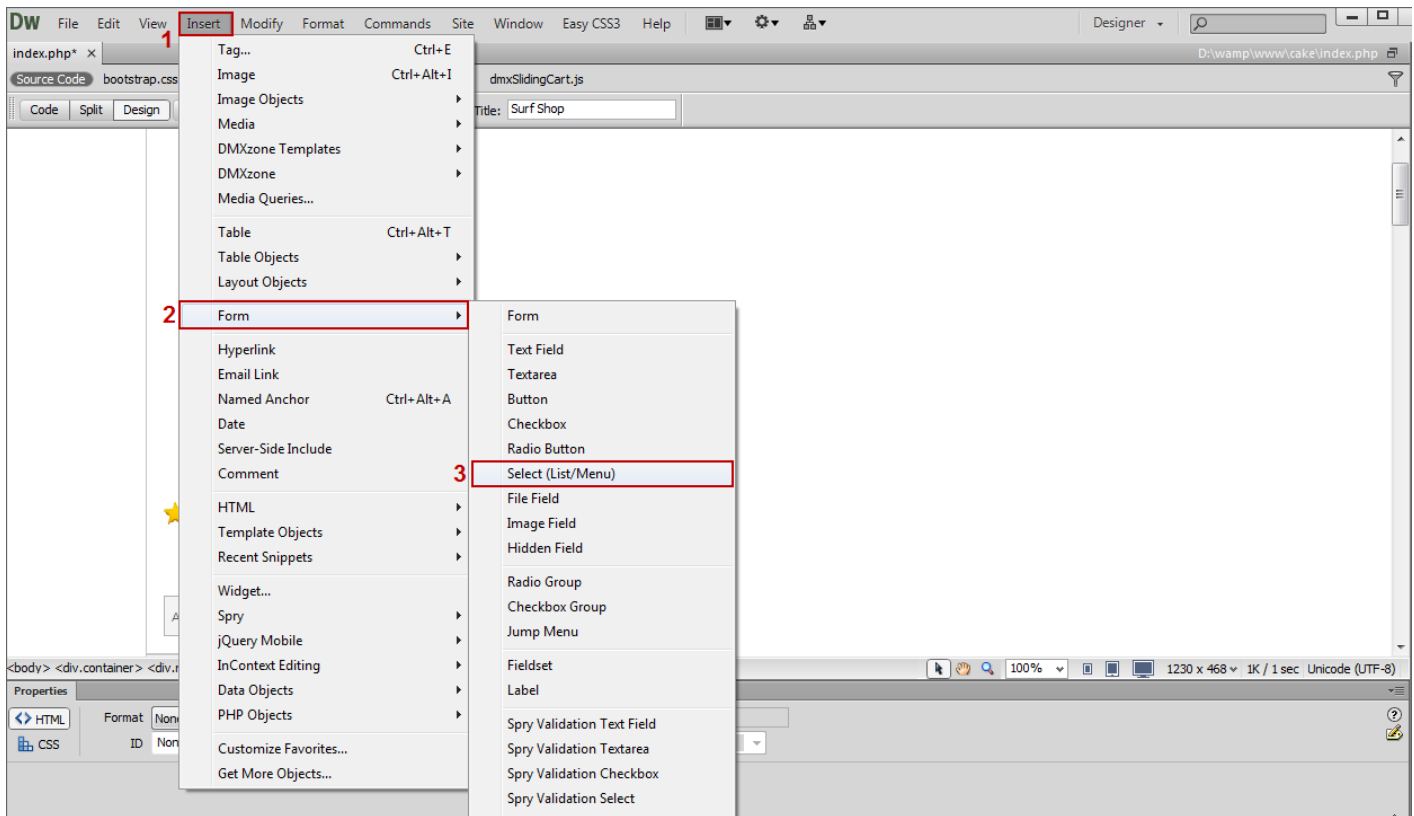 DW File Edit View Insert Modify Format Commands Site Window Easy CSS3 Help Designer
1
index.php* × D:\wamp\www\cake\index.php
Source Code bootstrap.css dmxSlidingCart.js
Code Split Design Title: Surf Shop
Tag... Ctrl+E
Image Ctrl+Alt+I
Image Objects
Media
DMXzone Templates
DMXzone
Media Queries...
Table Ctrl+Alt+T
Table Objects
Layout Objects
2 Form
Hyperlink
Email Link
Named Anchor Ctrl+Alt+A
Date
Server-Side Include
Comment
HTML
Template Objects
Recent Snippets
Widget...
Spry
jQuery Mobile
InContext Editing
Data Objects
PHP Objects
Customize Favorites...
Get More Objects...
Form
Text Field
Textarea
Button
Checkbox
Radio Button
3 Select (List/Menu)
File Field
Image Field
Hidden Field
Radio Group
Checkbox Group
Jump Menu
Fieldset
Label
Spry Validation Text Field
Spry Validation Textarea
Spry Validation Checkbox
Spry Validation Select
A
<body> <div.container> <div.r 100% 1230 x 468 1K / 1 sec Unicode (UTF-8)
Properties
<> HTML Format Non
CSS ID Non